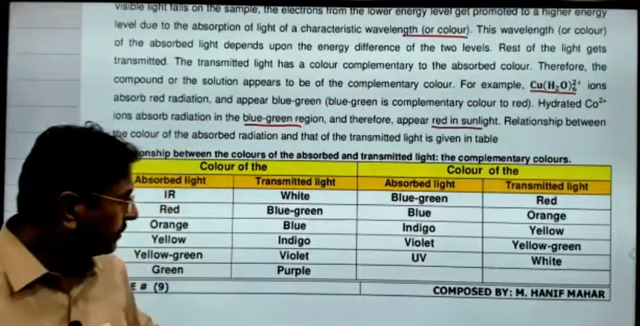 visible light falls on the sample, the electrons from the lower energy level get promoted to a higher energy
level due to the absorption of light of a characteristic wavelength (or colour). This wavelength (or colour)
of the absorbed light depends upon the energy difference of the two levels. Rest of the light gets
transmitted. The transmitted light has a colour complementary to the absorbed colour. Therefore, the
compound or the solution appears to be of the complementary colour. For example, Cu(H₂O)₆²⁺ ions
absorb red radiation, and appear blue-green (blue-green is complementary colour to red). Hydrated Co²⁺
ions absorb radiation in the blue-green region, and therefore, appear red in sunlight. Relationship between
the colour of the absorbed radiation and that of the transmitted light is given in table
onship between the colours of the absorbed and transmitted light: the complementary colours.
Colour of the Colour of the
Absorbed light Transmitted light Absorbed light Transmitted light
IR White Blue-green Red
Red Blue-green Blue Orange
Orange Blue Indigo Yellow
Yellow Indigo Violet Yellow-green
Yellow-green Violet UV White
Green Purple
E # (9) COMPOSED BY: M. HANIF MAHAR